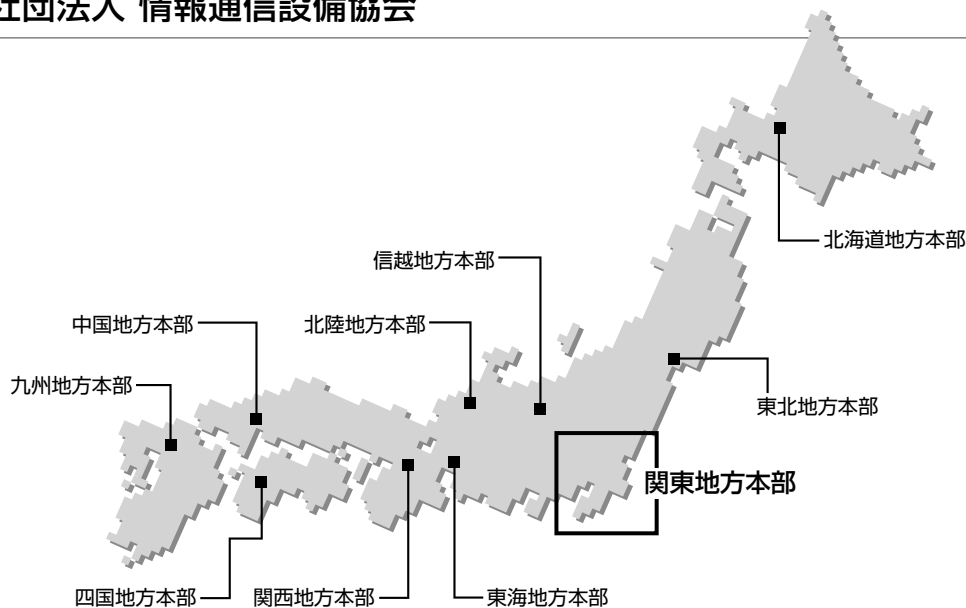 社団法人 情報通信設備協会
北海道地方本部
信越地方本部
中国地方本部
北陸地方本部
九州地方本部
東北地方本部
関東地方本部
四国地方本部
関西地方本部
東海地方本部